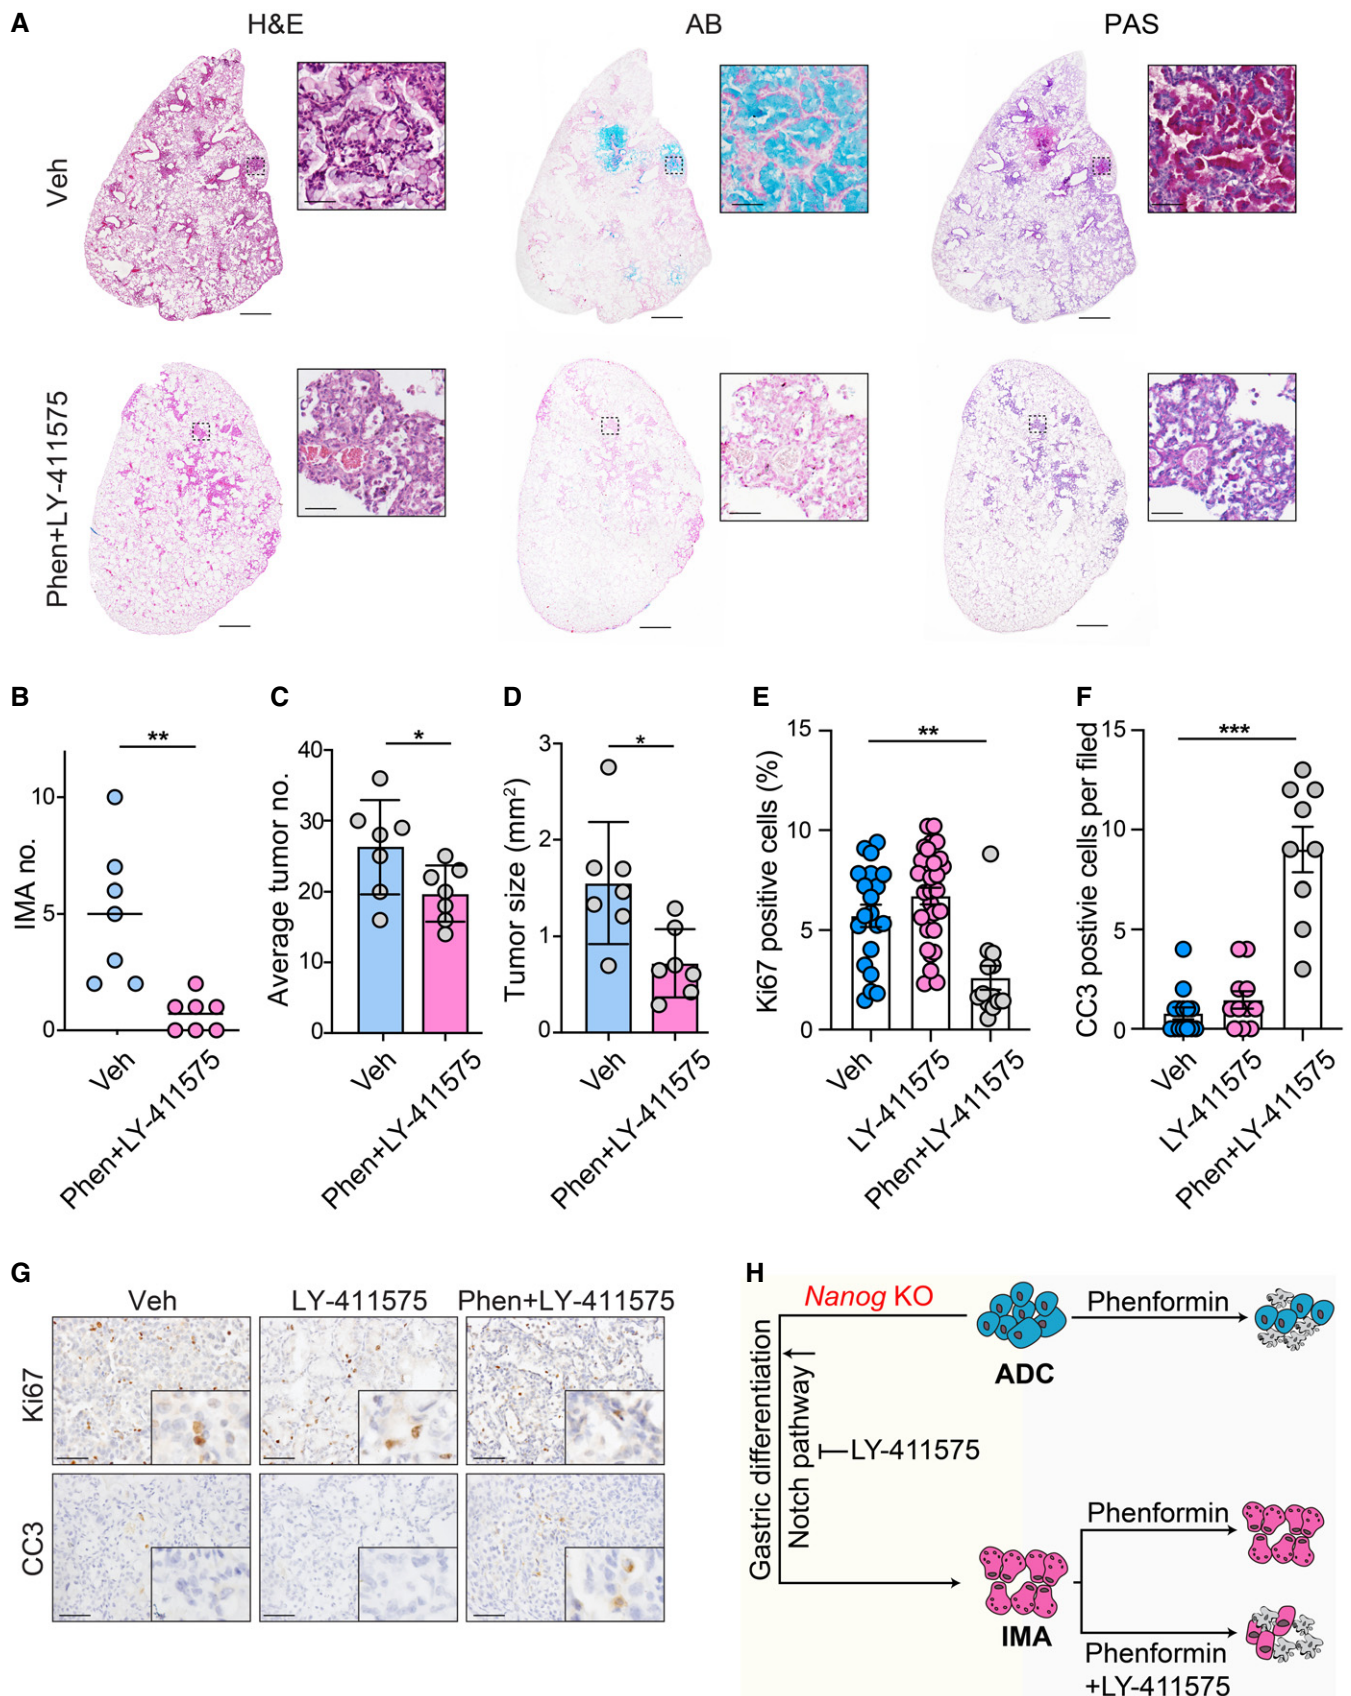 A
H&E
AB
PAS
Veh
Phen+LY-411575
B
**
IMA no.
10
5
0
Veh
Phen+LY-411575
C
*
Average tumor no.
40
30
20
10
0
Veh
Phen+LY-411575
D
*
Tumor size (mm²)
3
2
1
0
Veh
Phen+LY-411575
E
**
Ki67 positive cells (%)
15
10
5
0
Veh
LY-411575
Phen+LY-411575
F
***
CC3 postive cells per filed
15
10
5
0
Veh
LY-411575
Phen+LY-411575
G
Veh
LY-411575
Phen+LY-411575
Ki67
CC3
H
Nanog KO
Phenformin
ADC
Gastric differentiation
Notch pathway
LY-411575
Phenformin
IMA
Phenformin
+LY-411575